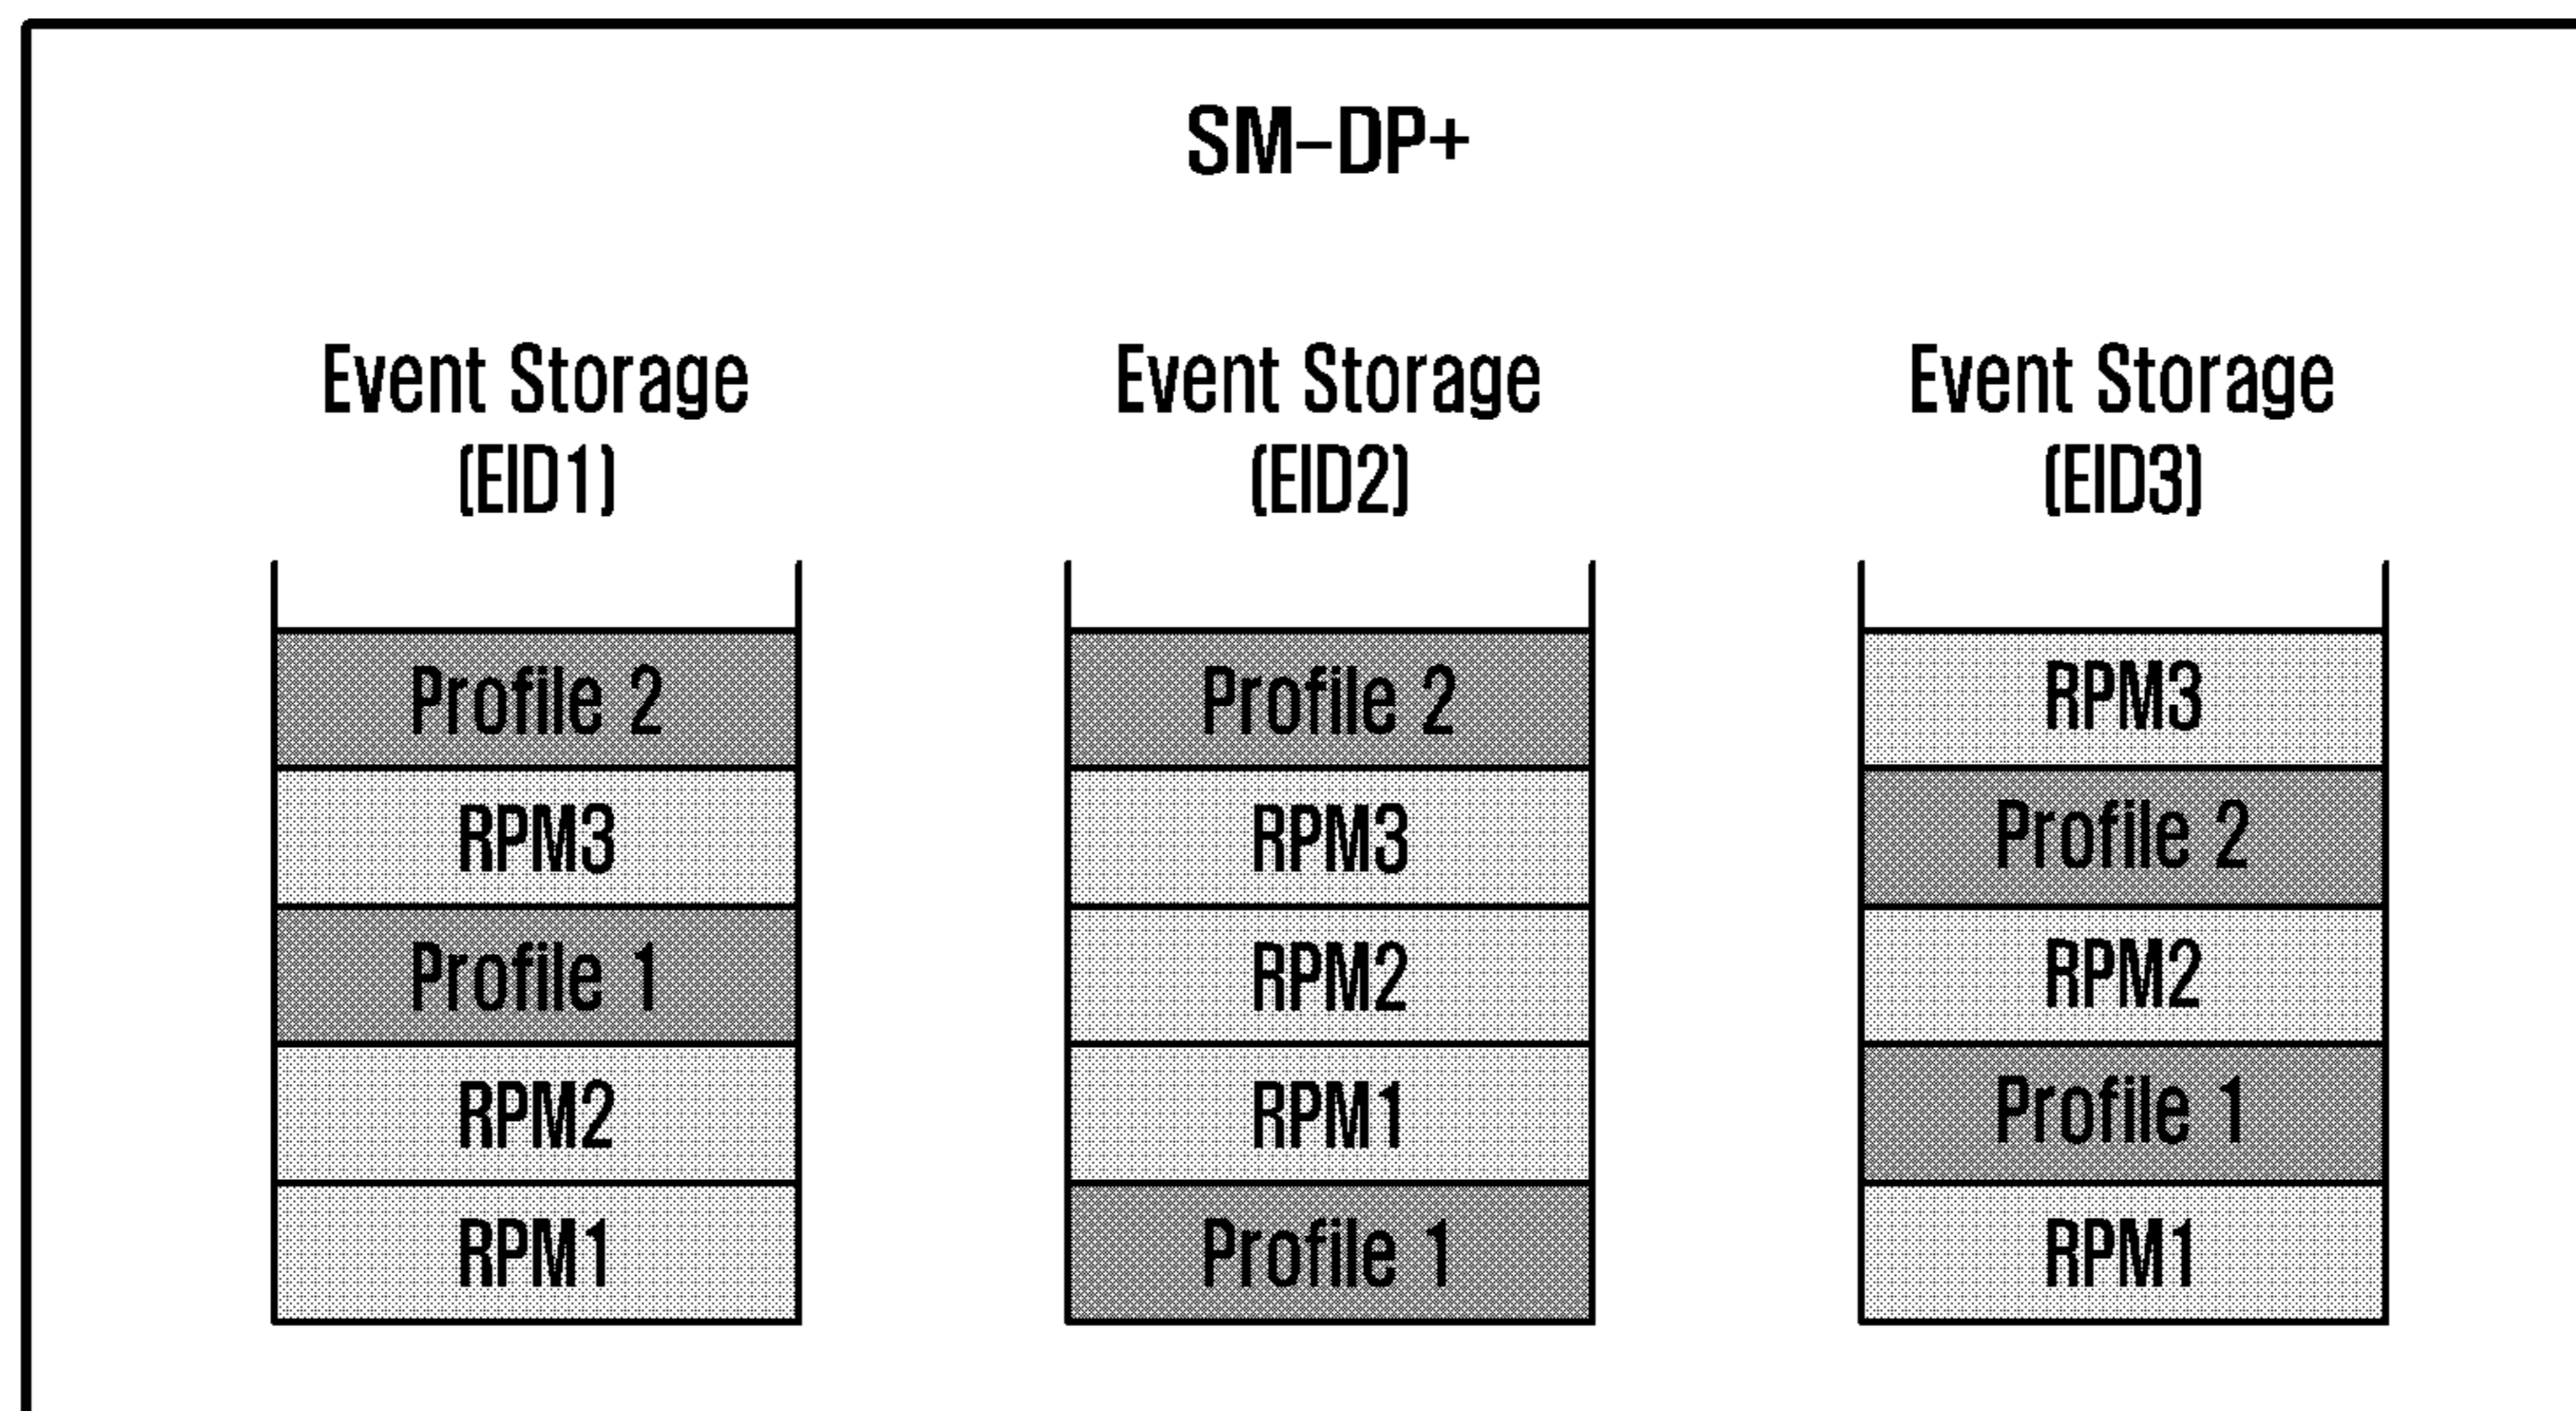 SM-DP+
Event Storage
(EID1)
Profile 2
RPM3
Profile 1
RPM2
RPM1
Event Storage
(EID2)
Profile 2
RPM3
RPM2
RPM1
Profile 1
Event Storage
(EID3)
RPM3
Profile 2
RPM2
Profile 1
RPM1